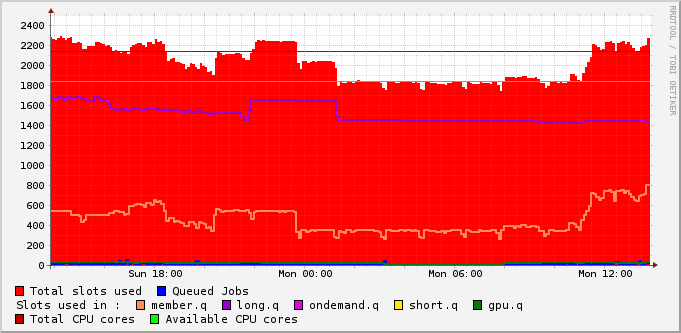 RRDTOOL / TOBI OETIKER
2400
2200
2000
1800
1600
1400
1200
1000
800
600
400
200
0
Sun 18:00 Mon 00:00 Mon 06:00 Mon 12:00
Total slots used Queued Jobs
Slots used in : member.q long.q ondemand.q short.q gpu.q
Total CPU cores Available CPU cores